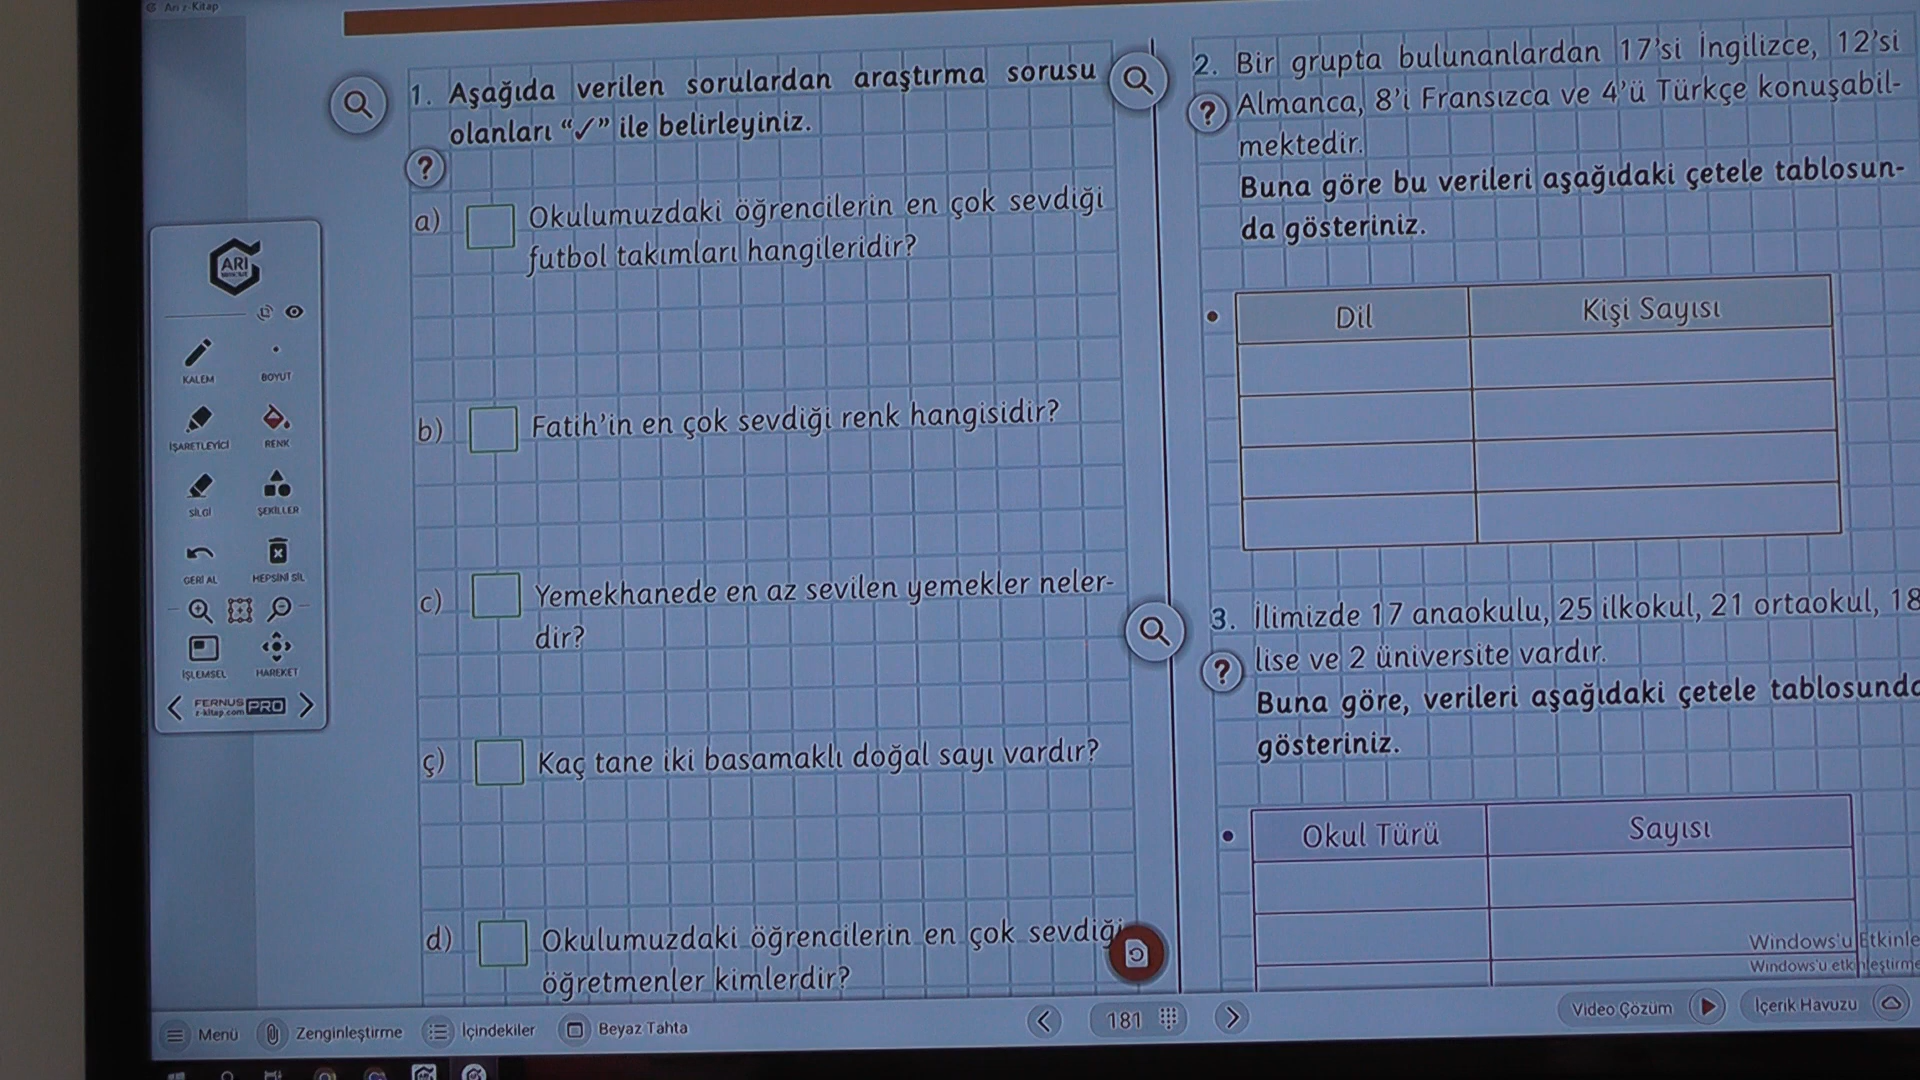 Arı z-Kitap
1. Aşağıda verilen sorulardan araştırma sorusu
olanları “✓” ile belirleyiniz.
?
a) Okulumuzdaki öğrencilerin en çok sevdiği
futbol takımları hangileridir?
b) Fatih’in en çok sevdiği renk hangisidir?
c) Yemekhanede en az sevilen yemekler neler-
dir?
ç) Kaç tane iki basamaklı doğal sayı vardır?
d) Okulumuzdaki öğrencilerin en çok sevdiği
öğretmenler kimlerdir?
2. Bir grupta bulunanlardan 17’si İngilizce, 12’si
? Almanca, 8’i Fransızca ve 4’ü Türkçe konuşabil-
mektedir.
Buna göre bu verileri aşağıdaki çetele tablosun-
da gösteriniz.
Dil Kişi Sayısı
3. İlimizde 17 anaokulu, 25 ilkokul, 21 ortaokul, 18
? lise ve 2 üniversite vardır.
Buna göre, verileri aşağıdaki çetele tablosunda
gösteriniz.
Okul Türü Sayısı
Windows'u Etkinle
Windows'u etkinleştirme
ARI
KALEM BOYUT
İŞARETLEYİCİ RENK
SİLGİ ŞEKİLLER
GERİ AL HEPSİNİ SİL
İŞLEMSEL HAREKET
FERNUS PRO
z-kitap.com
Menü Zenginleştirme İçindekiler Beyaz Tahta 181 Video Çözüm İçerik Havuzu